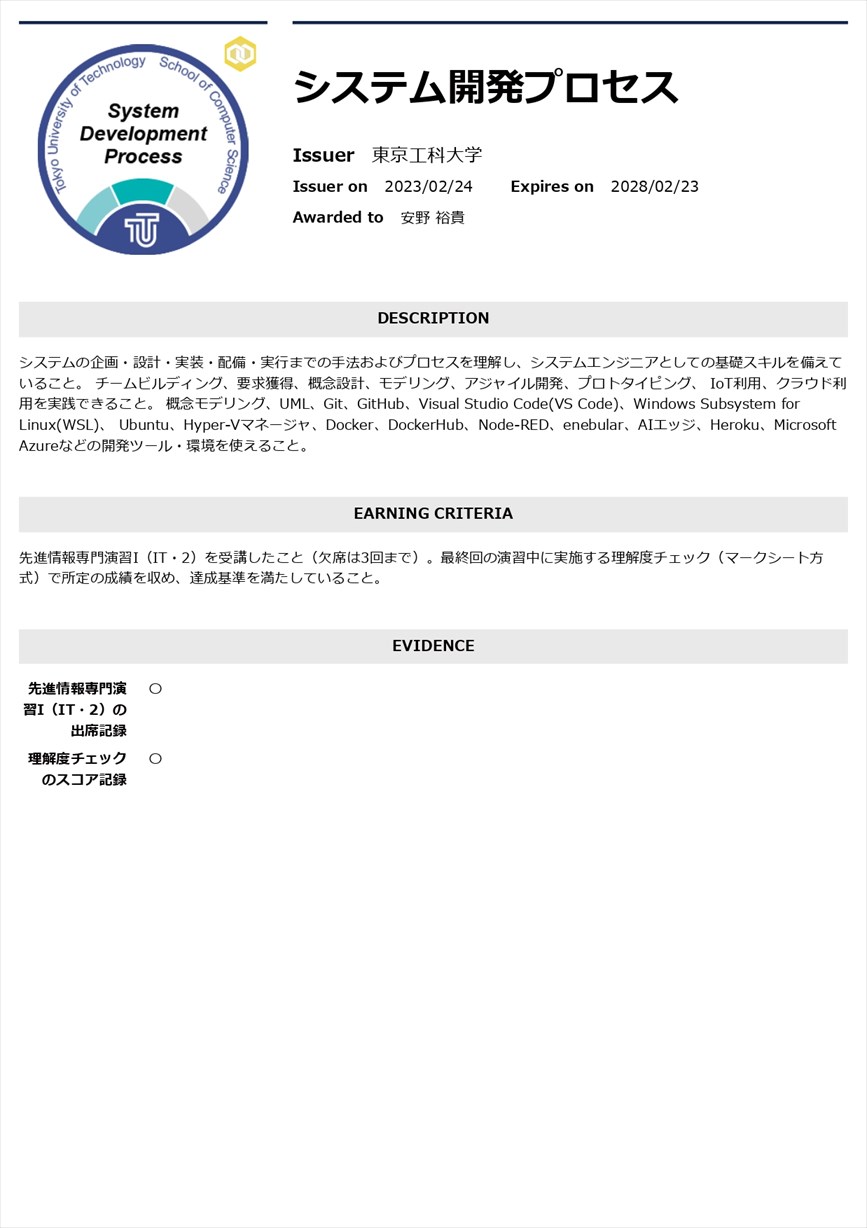 Tokyo University of Technology School of Computer Science
System
Development
Process
システム開発プロセス
Issuer 東京工科大学
Issuer on 2023/02/24 Expires on 2028/02/23
Awarded to 安野 裕貴
DESCRIPTION
システムの企画・設計・実装・配備・実行までの手法およびプロセスを理解し、システムエンジニアとしての基礎スキルを備えて
いること。 チームビルディング、要求獲得、概念設計、モデリング、アジャイル開発、プロトタイピング、 IoT利用、クラウド利
用を実践できること。 概念モデリング、UML、Git、GitHub、Visual Studio Code(VS Code)、Windows Subsystem for
Linux(WSL)、 Ubuntu、Hyper-Vマネージャ、Docker、DockerHub、Node-RED、enebular、AIエッジ、Heroku、Microsoft
Azureなどの開発ツール・環境を使えること。
EARNING CRITERIA
先進情報専門演習I（IT・2）を受講したこと（欠席は3回まで）。最終回の演習中に実施する理解度チェック（マークシート方
式）で所定の成績を収め、達成基準を満たしていること。
EVIDENCE
先進情報専門演 〇
習I（IT・2）の
出席記録
理解度チェック 〇
のスコア記録